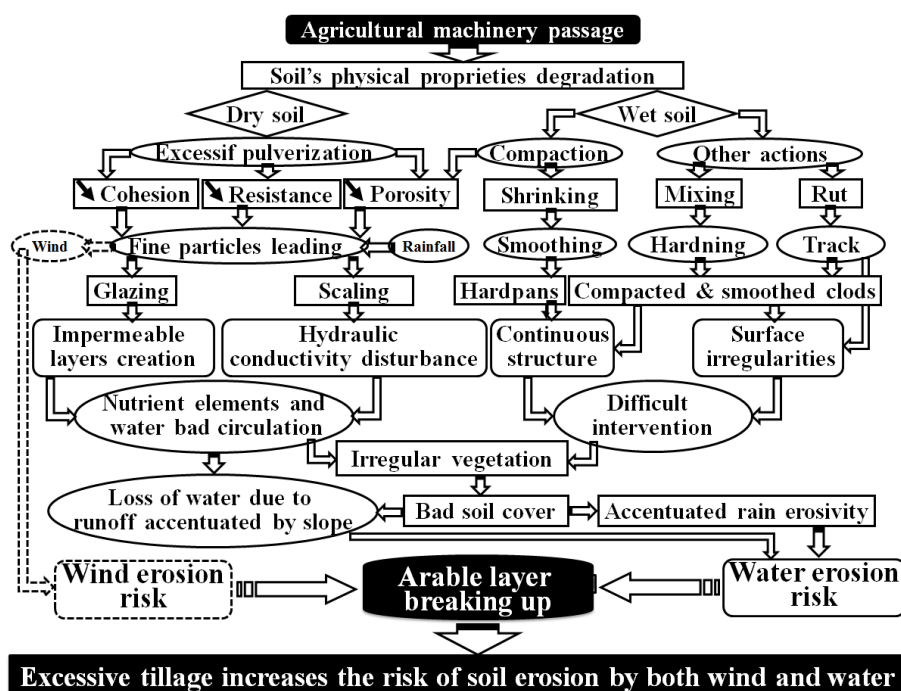 Agricultural machinery passage
Soil's physical proprieties degradation
Dry soil
Wet soil
Excessif pulverization
Compaction
Other actions
Cohesion
Resistance
Porosity
Shrinking
Mixing
Rut
Wind
Fine particles leading
Rainfall
Smoothing
Hardning
Track
Glazing
Scaling
Hardpans
Compacted & smoothed clods
Impermeable
layers creation
Hydraulic
conductivity disturbance
Continuous
structure
Surface
irregularities
Nutrient elements and
water bad circulation
Difficult
intervention
Irregular vegetation
Loss of water due to
runoff accentuated by slope
Bad soil cover
Accentuated rain erosivity
Wind erosion
risk
Arable layer
breaking up
Water erosion
risk
Excessive tillage increases the risk of soil erosion by both wind and water